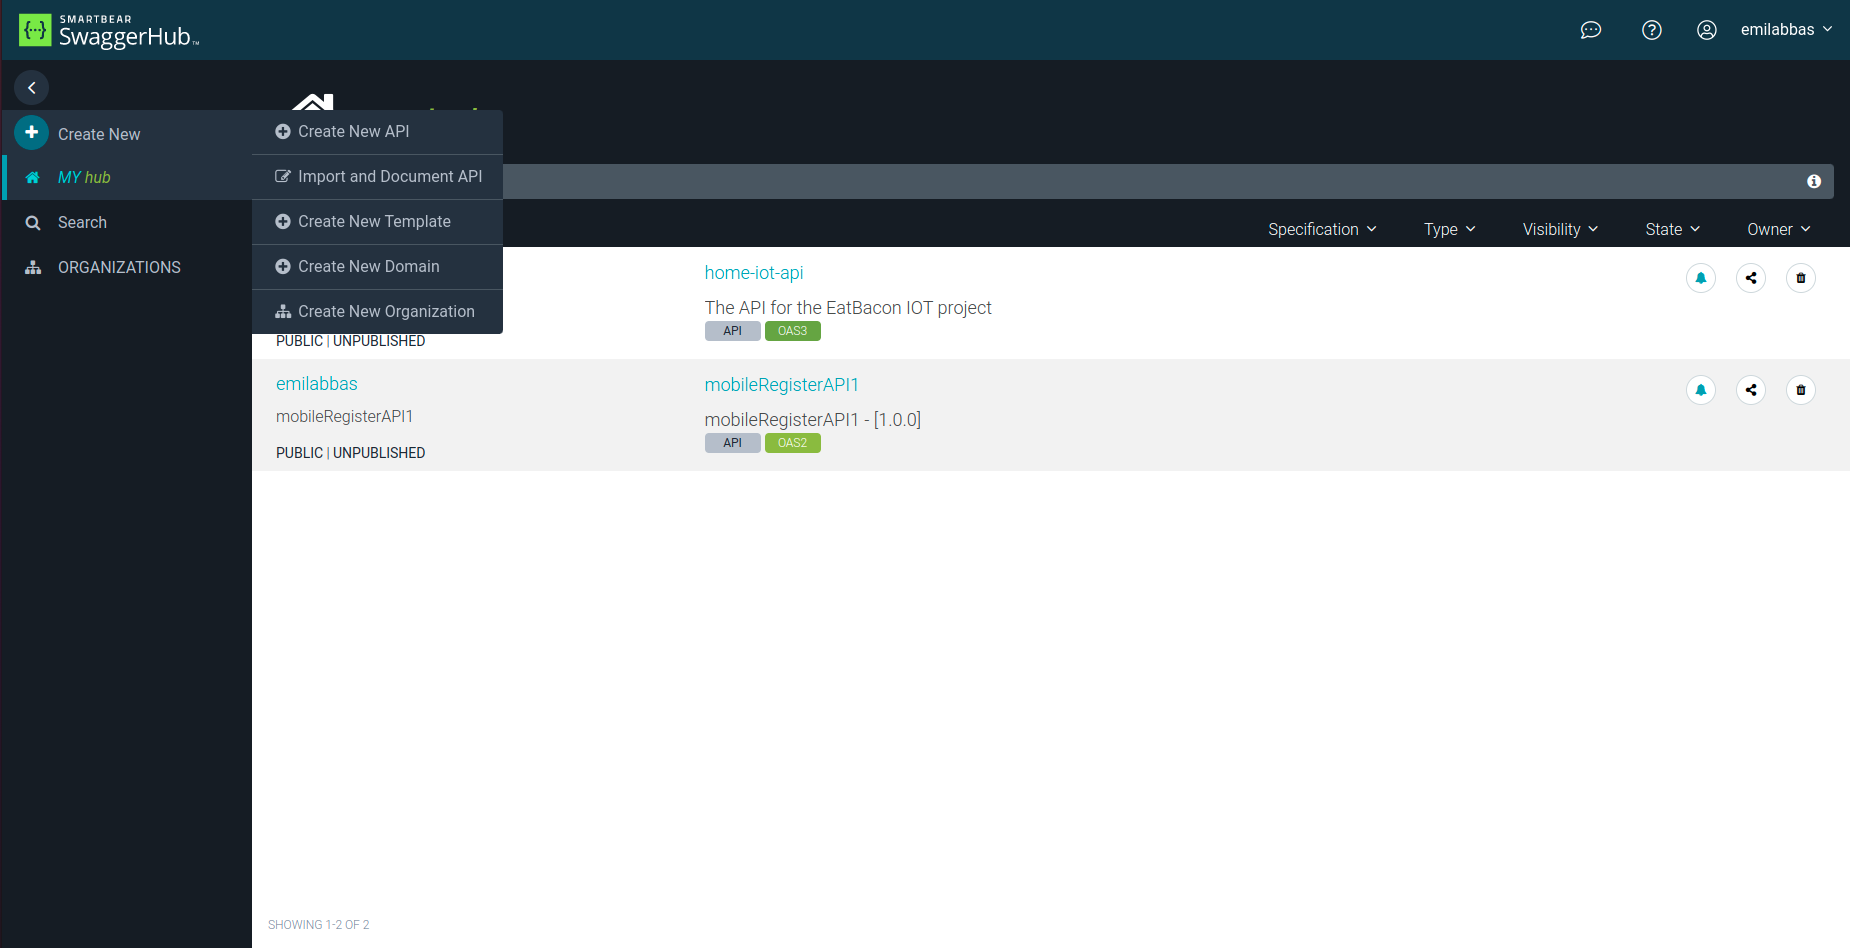 SMARTBEAR
SwaggerHub™
emilabbas
Create New
MY hub
Search
ORGANIZATIONS
Create New API
Import and Document API
Create New Template
Create New Domain
Create New Organization
Specification
Type
Visibility
State
Owner
home-iot-api
The API for the EatBacon IOT project
API OAS3
PUBLIC | UNPUBLISHED
emilabbas
mobileRegisterAPI1
PUBLIC | UNPUBLISHED
mobileRegisterAPI1
mobileRegisterAPI1 - [1.0.0]
API OAS2
SHOWING 1-2 OF 2